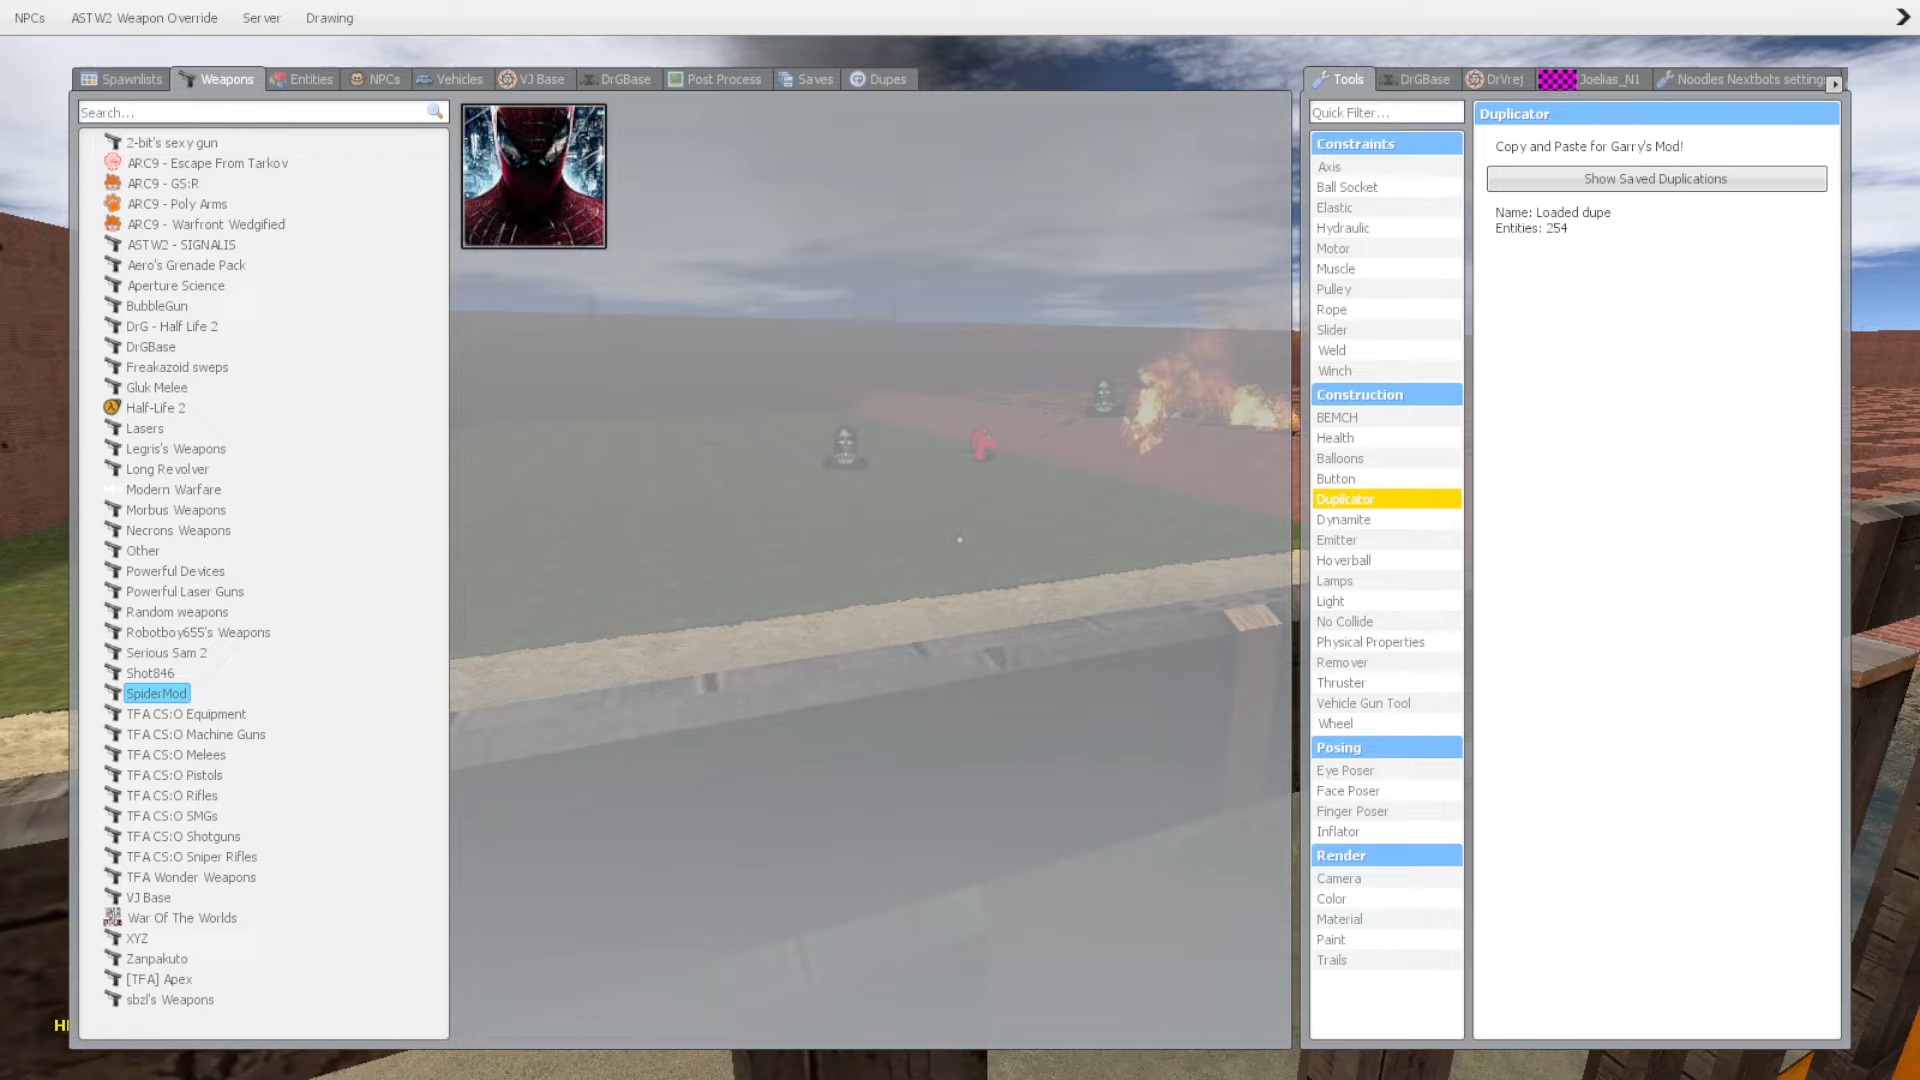 NPCs ASTW2 Weapon Override Server Drawing
Spawnlists Weapons Entities NPCs Vehicles VJ Base DrGBase Post Process Saves Dupes
Search...
2-bit's sexy gun
ARC9 - Escape From Tarkov
ARC9 - GS:R
ARC9 - Poly Arms
ARC9 - Warfront Wedgified
ASTW2 - SIGNALIS
Aero's Grenade Pack
Aperture Science
BubbleGun
DrG - Half Life 2
DrGBase
Freakazoid sweps
Gluk Melee
Half-Life 2
Lasers
Legris's Weapons
Long Revolver
Modern Warfare
Morbus Weapons
Necrons Weapons
Other
Powerful Devices
Powerful Laser Guns
Random weapons
Robotboy655's Weapons
Serious Sam 2
Shot846
SpiderMod
TFA CS:O Equipment
TFA CS:O Machine Guns
TFA CS:O Melees
TFA CS:O Pistols
TFA CS:O Rifles
TFA CS:O SMGs
TFA CS:O Shotguns
TFA CS:O Sniper Rifles
TFA Wonder Weapons
VJ Base
War Of The Worlds
XYZ
Zanpakuto
[TFA] Apex
sbzl's Weapons
Tools DrGBase DrVrej Joelias_N1 Noodles Nextbots setting
Quick Filter...
Constraints
Axis
Ball Socket
Elastic
Hydraulic
Motor
Muscle
Pulley
Rope
Slider
Weld
Winch
Construction
BEMCH
Health
Balloons
Button
Duplicator
Dynamite
Emitter
Hoverball
Lamps
Light
No Collide
Physical Properties
Remover
Thruster
Vehicle Gun Tool
Wheel
Posing
Eye Poser
Face Poser
Finger Poser
Inflator
Render
Camera
Color
Material
Paint
Trails
Duplicator
Copy and Paste for Garry's Mod!
Show Saved Duplications
Name: Loaded dupe
Entities: 254